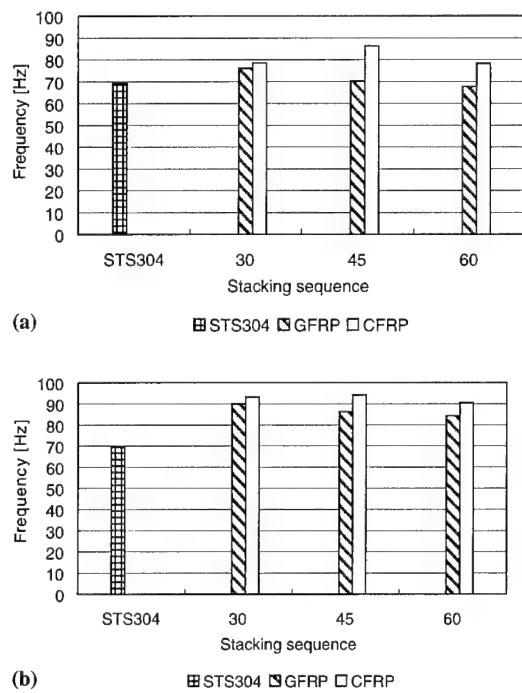 100
90
80
70
60
50
40
30
20
10
0
Frequency [Hz]
STS304 30 45 60
Stacking sequence
(a)
STS304 GFRP CFRP
100
90
80
70
60
50
40
30
20
10
0
Frequency [Hz]
STS304 30 45 60
Stacking sequence
(b)
STS304 GFRP CFRP